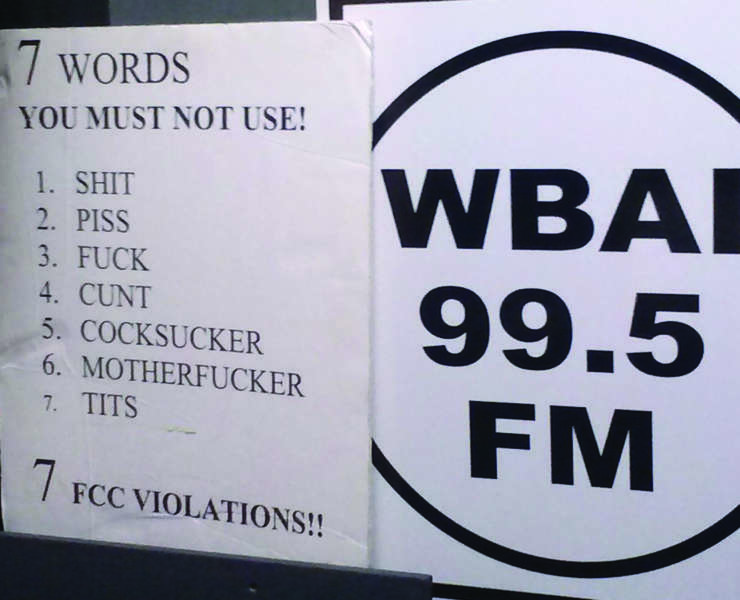 7 WORDS
YOU MUST NOT USE!
1. SHIT
2. PISS
3. FUCK
4. CUNT
5. COCKSUCKER
6. MOTHERFUCKER
7. TITS
7 FCC VIOLATIONS!!
WBAI
99.5
FM